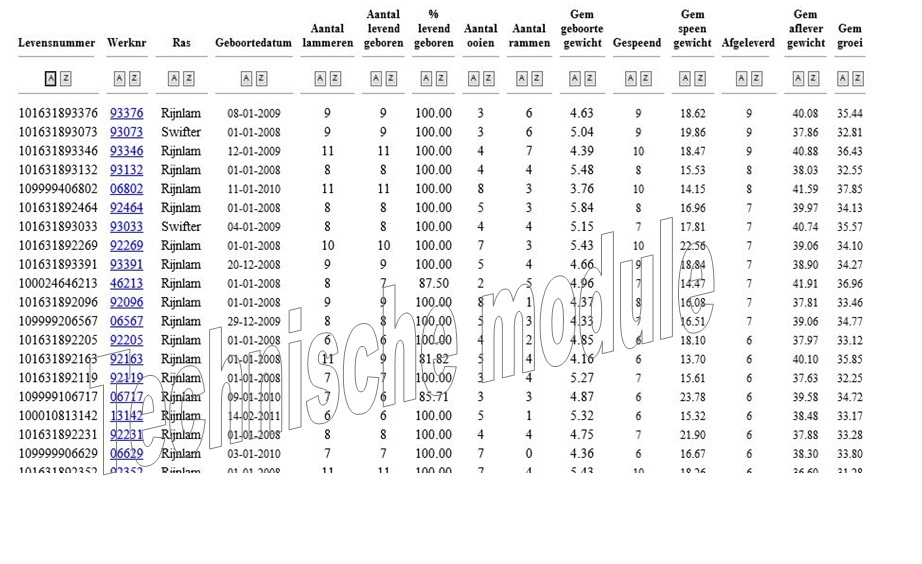 Levensnummer Werknr Ras Geboortedatum Aantal lammeren Aantal levend geboren % levend geboren Aantal ooien Aantal rammen Gem geboorte gewicht Gespeend Gem speen gewicht Afgeleverd Gem aflever gewicht Gem groei
A Z A Z A Z A Z A Z A Z A Z A Z A Z A Z A Z A Z A Z A Z A Z
101631893376 93376 Rijnlam 08-01-2009 9 9 100.00 3 6 4.63 9 18.62 9 40.08 35.44
101631893073 93073 Swifter 01-01-2008 9 9 100.00 3 6 5.04 9 19.86 9 37.86 32.81
101631893346 93346 Rijnlam 12-01-2009 11 11 100.00 4 7 4.39 10 18.47 9 40.88 36.43
101631893132 93132 Rijnlam 01-01-2008 8 8 100.00 4 4 5.48 8 15.53 8 38.03 32.55
109999406802 06802 Rijnlam 11-01-2010 11 11 100.00 8 3 3.76 10 14.15 8 41.59 37.85
101631892464 92464 Rijnlam 01-01-2008 8 8 100.00 5 3 5.84 8 16.96 7 39.97 34.13
101631893033 93033 Swifter 04-01-2009 8 8 100.00 4 4 5.15 7 17.81 7 40.74 35.57
101631892269 92269 Rijnlam 01-01-2008 10 10 100.00 7 3 5.43 10 22.56 7 39.06 34.10
101631893391 93391 Rijnlam 20-12-2008 9 9 100.00 5 4 4.66 9 18.84 7 38.90 34.27
100024646213 46213 Rijnlam 01-01-2008 8 7 87.50 2 5 4.96 7 14.47 7 41.91 36.96
101631892096 92096 Rijnlam 01-01-2008 9 9 100.00 8 1 4.37 8 16.08 7 37.81 33.46
109999206567 06567 Rijnlam 29-12-2009 8 8 100.00 5 3 4.33 7 16.51 7 39.06 34.77
101631892205 92205 Rijnlam 01-01-2008 6 6 100.00 4 2 4.85 6 18.10 6 37.97 33.12
101631892163 92163 Rijnlam 01-01-2008 11 9 81.82 5 4 4.16 6 13.70 6 40.10 35.85
101631892119 92119 Rijnlam 01-01-2008 7 7 100.00 3 4 5.27 7 15.61 6 37.63 32.25
109999106717 06717 Rijnlam 09-01-2010 7 6 85.71 3 3 4.87 6 23.78 6 39.58 34.72
100010813142 13142 Rijnlam 14-02-2011 6 6 100.00 5 1 5.32 6 15.32 6 38.48 33.17
101631892231 92231 Rijnlam 01-01-2008 8 8 100.00 4 4 4.75 7 21.90 6 37.88 33.28
109999906629 06629 Rijnlam 03-01-2010 7 7 100.00 7 0 4.36 6 16.67 6 38.30 33.80
101631892352 92352 Rijnlam 01-01-2008 11 11 100.00 7 4 5.43 10 18.26 6 36.60 31.28
Technische module